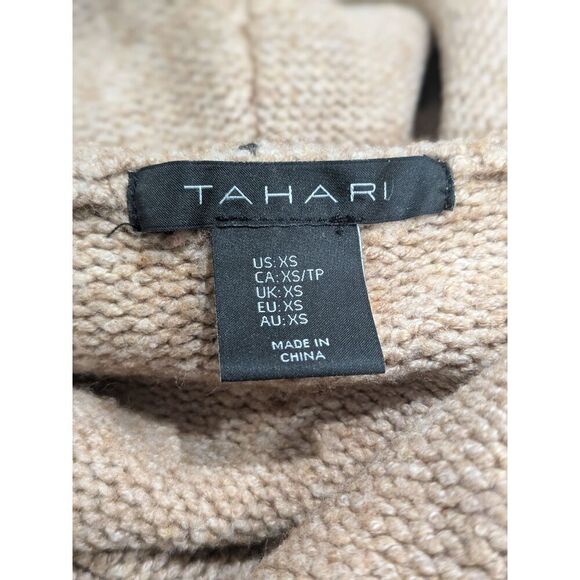 TAHARI
US: XS
CA: XS/TP
UK: XS
EU: XS
AU: XS
MADE IN
CHINA